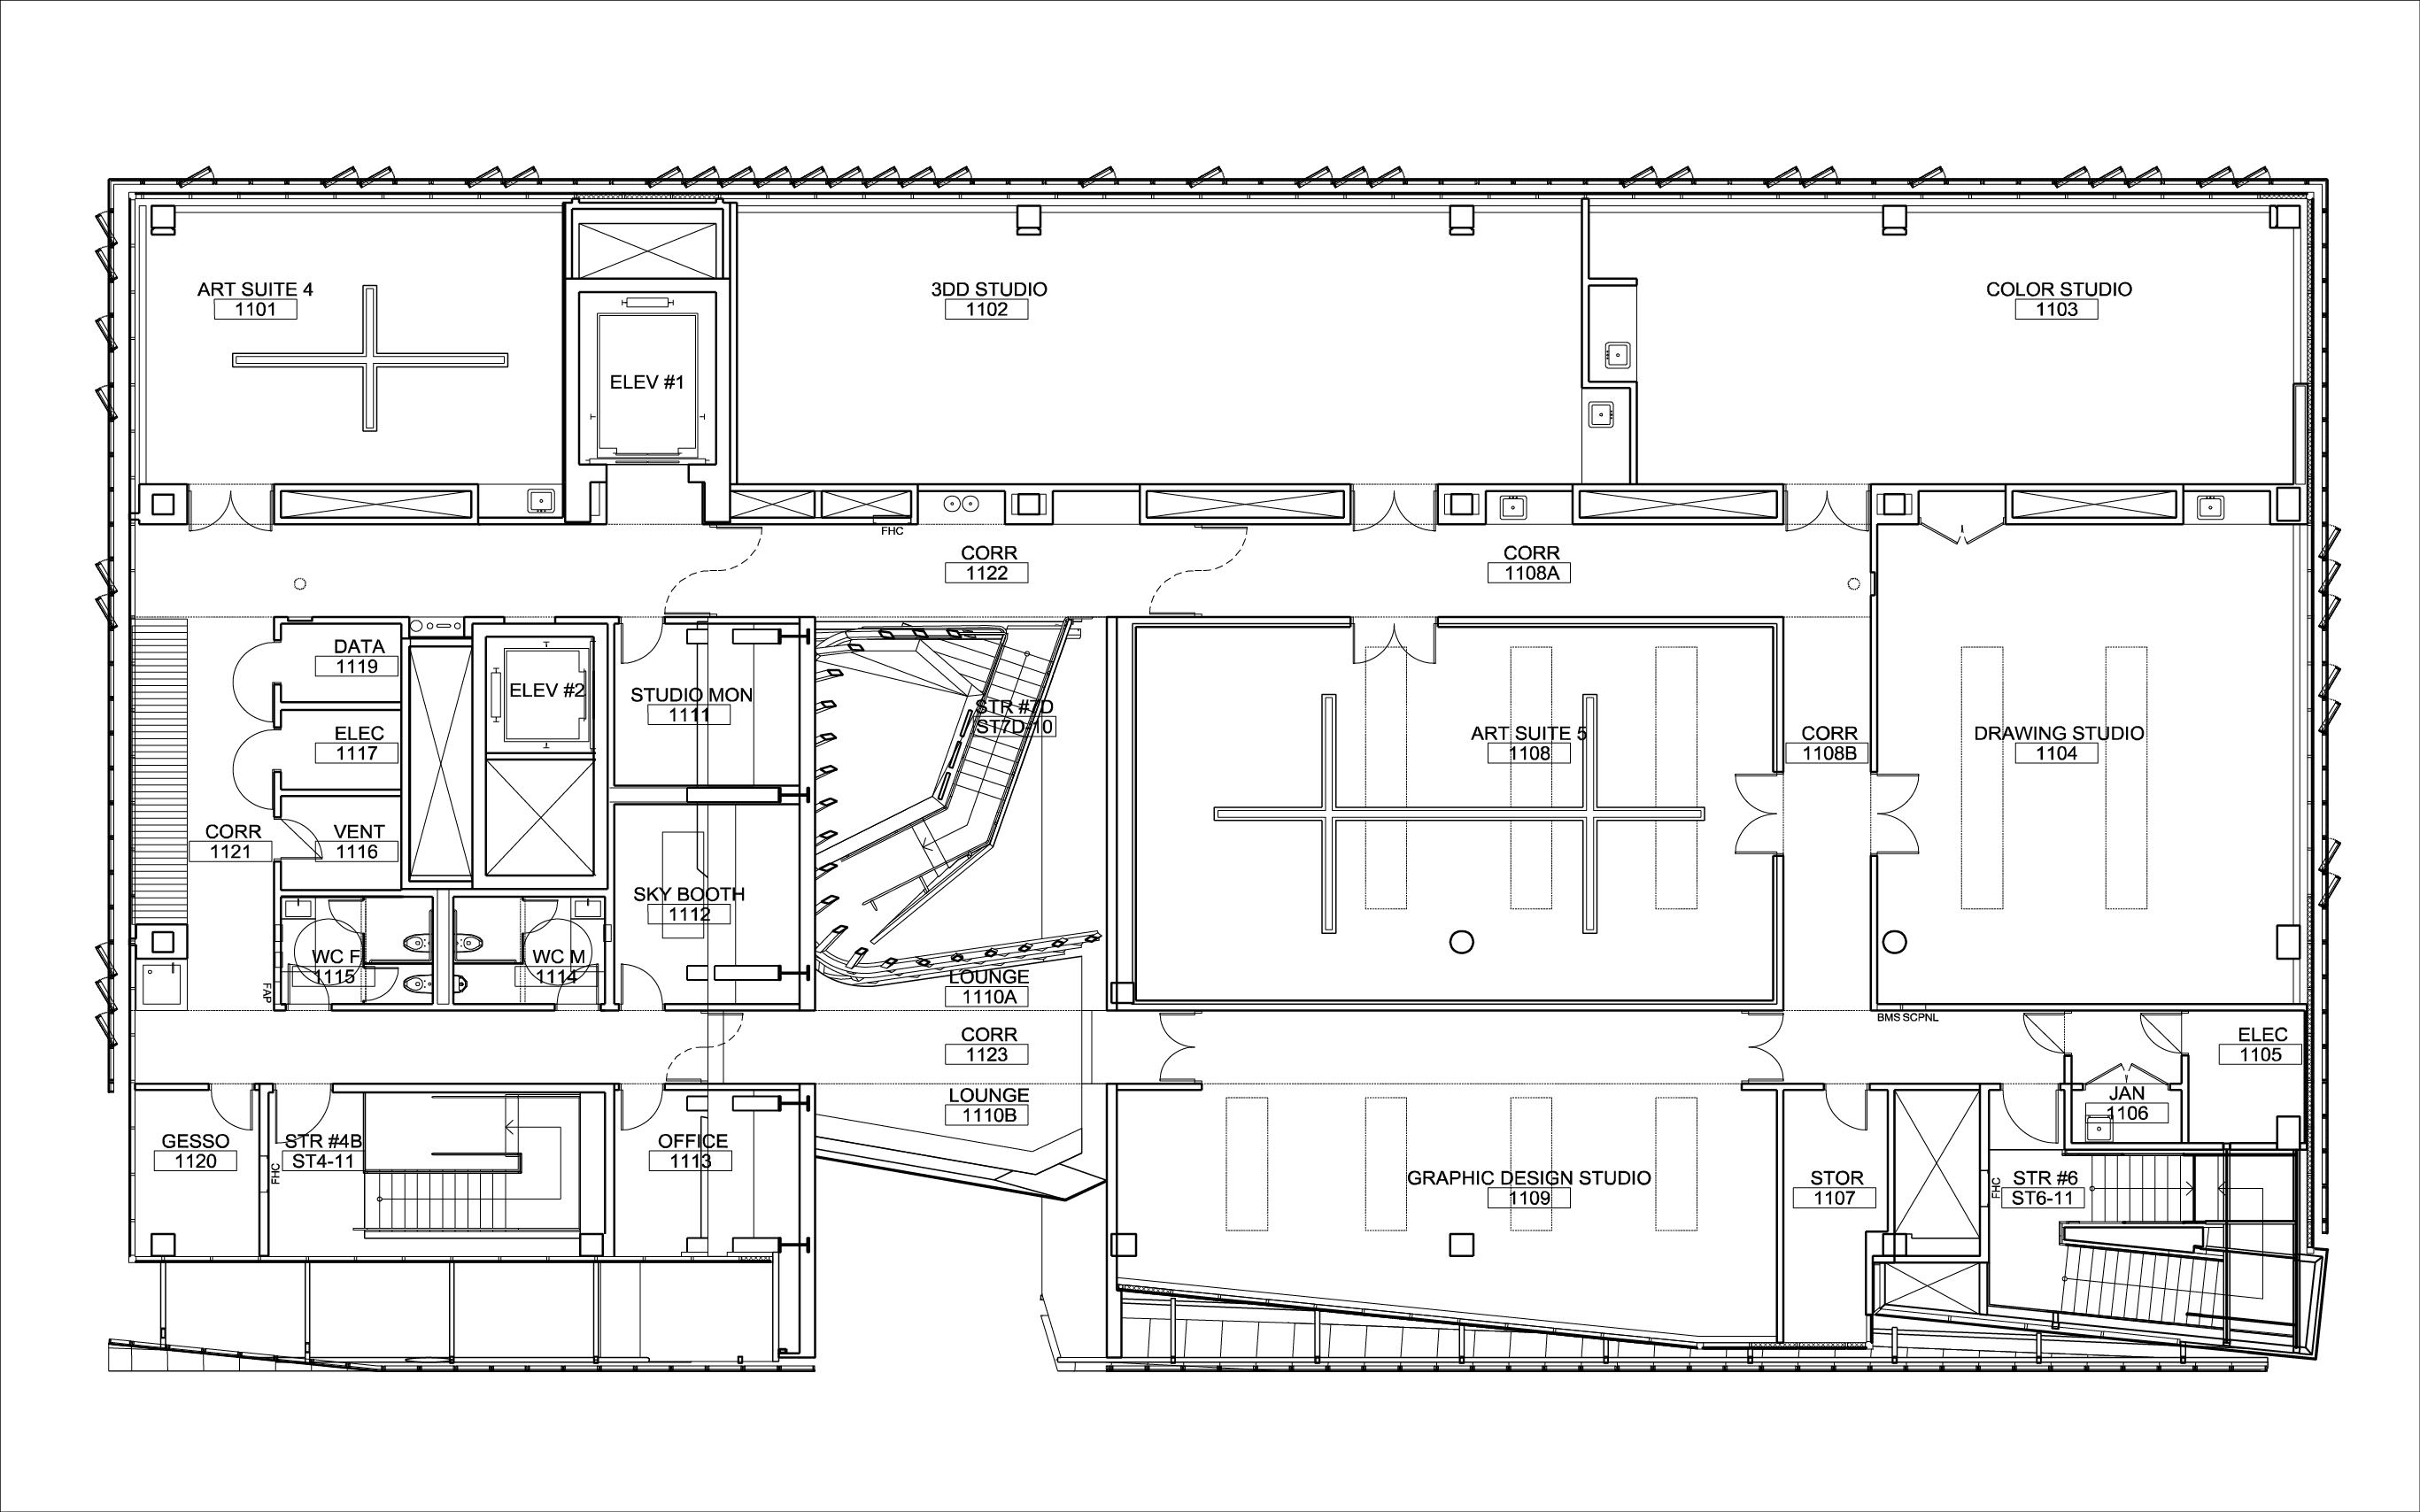 ART SUITE 4
1101
3DD STUDIO
1102
COLOR STUDIO
1103
ELEV #1
FHC
CORR
1122
CORR
1108A
DATA
1119
ELEV #2
STUDIO MON
1111
STR #7D
ST7D-10
ELEC
1117
ART SUITE 5
1108
CORR
1108B
DRAWING STUDIO
1104
CORR
1121
VENT
1116
SKY BOOTH
1112
WC F
1115
WC M
1114
FAP
LOUNGE
1110A
BMS SCPNL
CORR
1123
ELEC
1105
LOUNGE
1110B
JAN
1106
GESSO
1120
FHC
STR #4B
ST4-11
OFFICE
1113
GRAPHIC DESIGN STUDIO
1109
STOR
1107
FHC
STR #6
ST6-11